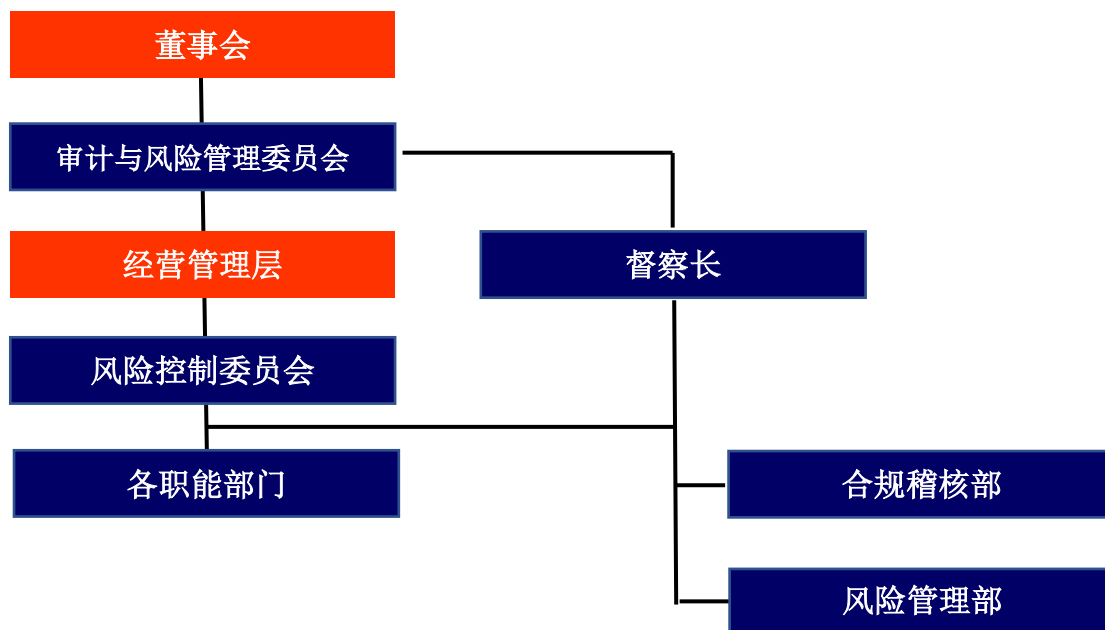 董事会
审计与风险管理委员会
经营管理层
督察长
风险控制委员会
各职能部门
合规稽核部
风险管理部